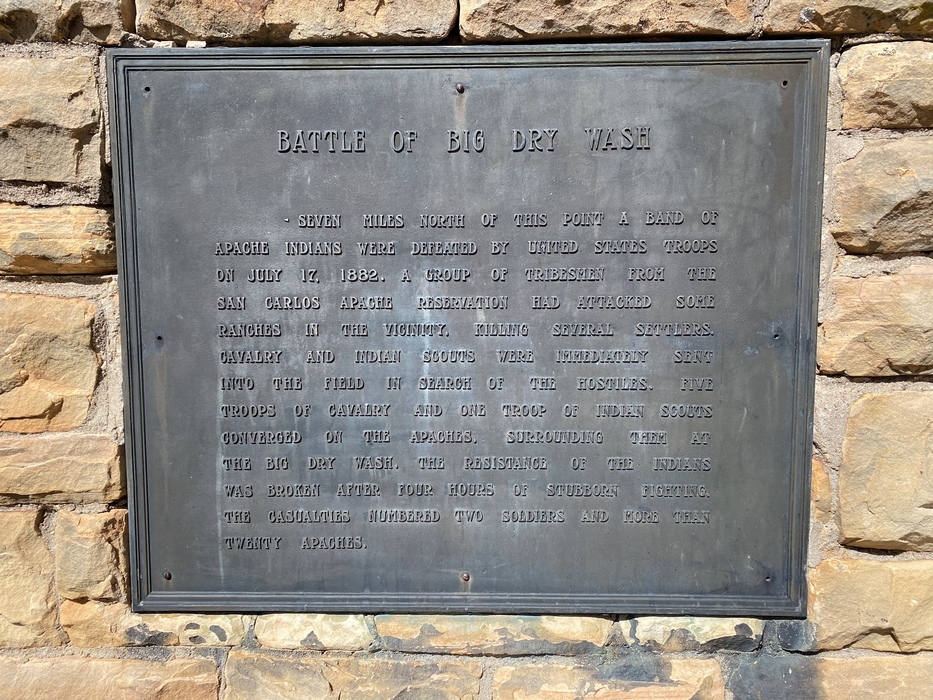 BATTLE OF BIG DRY WASH
SEVEN MILES NORTH OF THIS POINT A BAND OF
APACHE INDIANS WERE DEFEATED BY UNITED STATES TROOPS
ON JULY 17, 1882. A GROUP OF TRIBESMEN FROM THE
SAN CARLOS APACHE RESERVATION HAD ATTACKED SOME
RANCHES IN THE VICINITY, KILLING SEVERAL SETTLERS.
CAVALRY AND INDIAN SCOUTS WERE IMMEDIATELY SENT
INTO THE FIELD IN SEARCH OF THE HOSTILES. FIVE
TROOPS OF CAVALRY AND ONE TROOP OF INDIAN SCOUTS
CONVERGED ON THE APACHES, SURROUNDING THEM AT
THE BIG DRY WASH. THE RESISTANCE OF THE INDIANS
WAS BROKEN AFTER FOUR HOURS OF STUBBORN FIGHTING.
THE CASUALTIES NUMBERED TWO SOLDIERS AND MORE THAN
TWENTY APACHES.